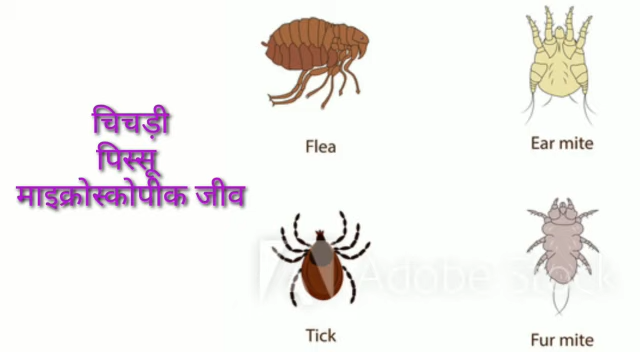 Flea
Ear mite
चिचड़ी
पिस्सू
माइक्रोस्कोपीक जीव
Adobe Stock
Tick
Fur mite